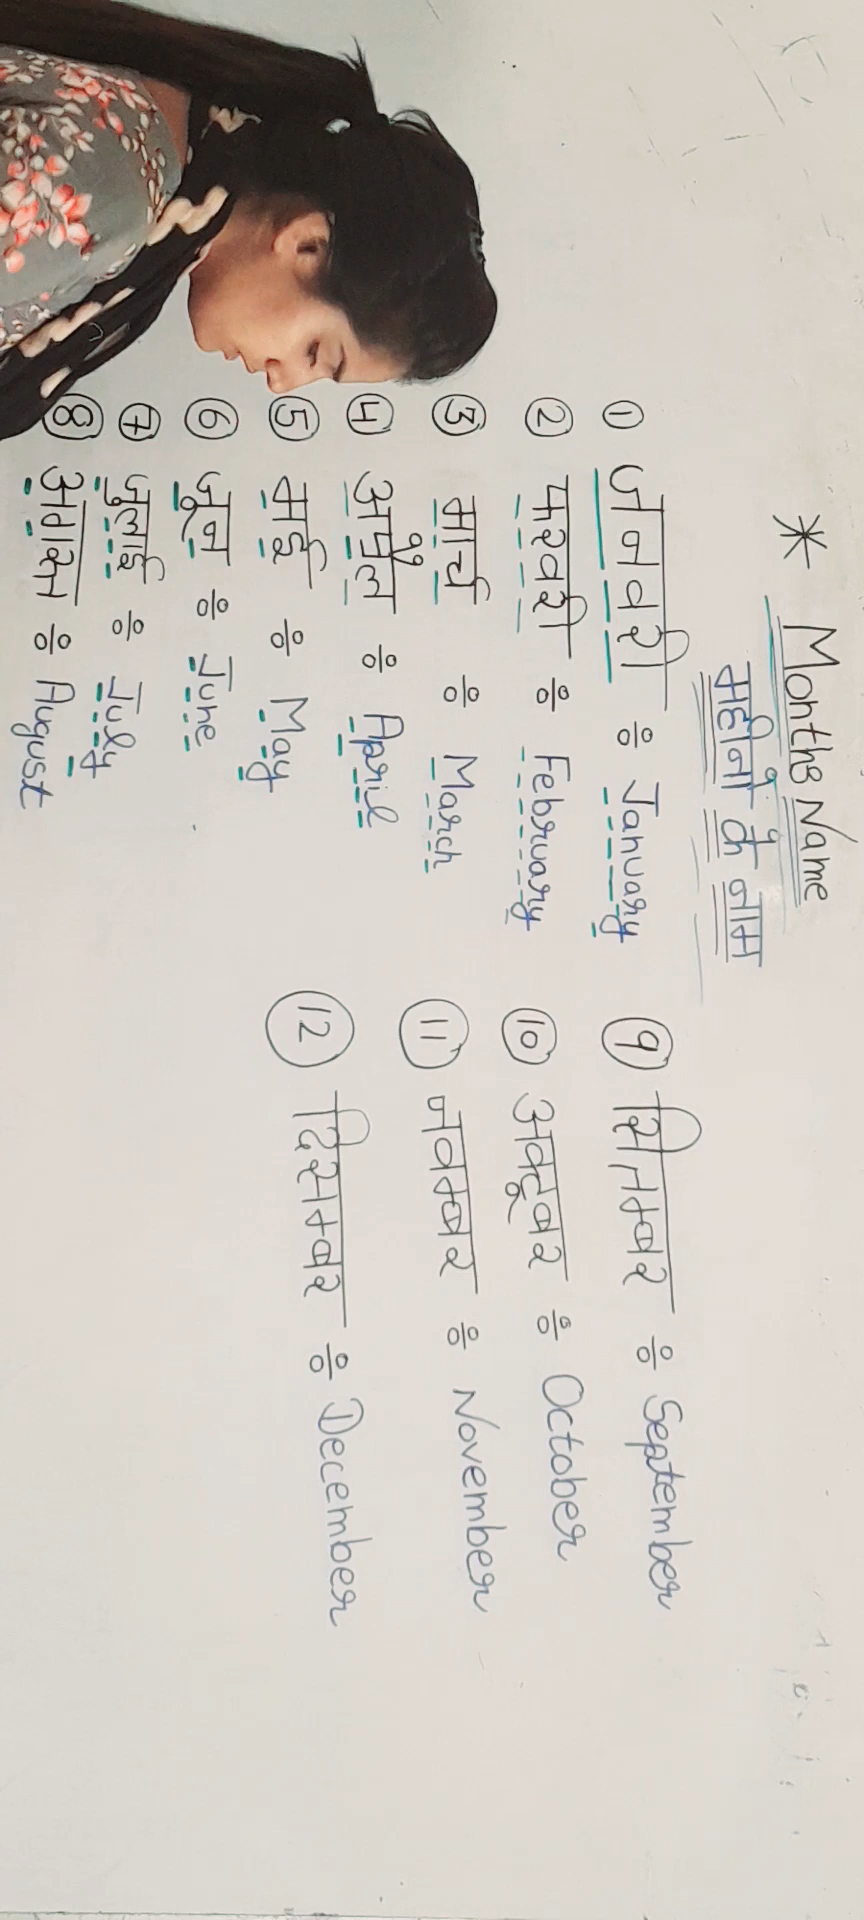 * Months Name
महीनो के नाम
① जनवरी ÷ January
② फरवरी ÷ February
③ मार्च ÷ March
④ अप्रैल ÷ April
⑤ मई ÷ May
⑥ जून ÷ June
⑦ जुलाई ÷ July
⑧ अगस्त ÷ August
⑨ सितम्बर ÷ September
⑩ अक्टूबर ÷ October
⑪ नवम्बर ÷ November
⑫ दिसम्बर ÷ December